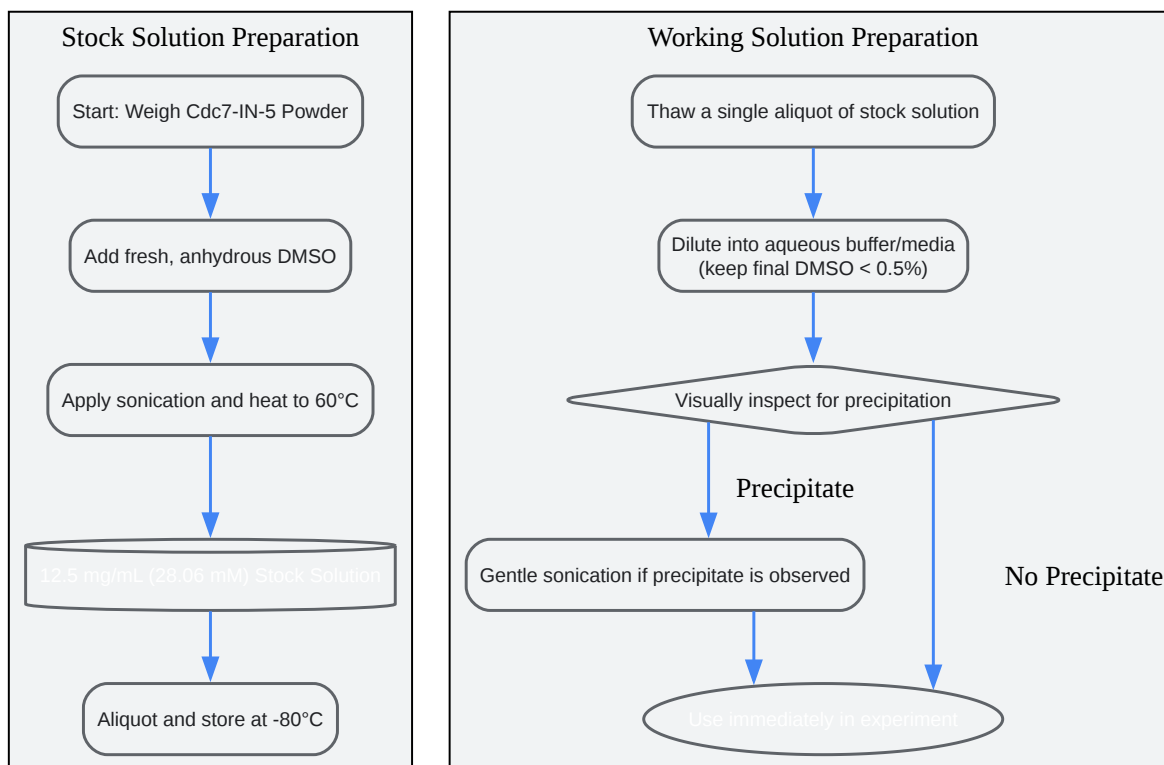 Stock Solution Preparation
Start: Weigh Cdc7-IN-5 Powder
Add fresh, anhydrous DMSO
Apply sonication and heat to 60°C
12.5 mg/mL (28.06 mM) Stock Solution
Aliquot and store at -80°C
Working Solution Preparation
Thaw a single aliquot of stock solution
Dilute into aqueous buffer/media
(keep final DMSO < 0.5%)
Visually inspect for precipitation
Precipitate
Gentle sonication if precipitate is observed
No Precipitate
Use immediately in experiment